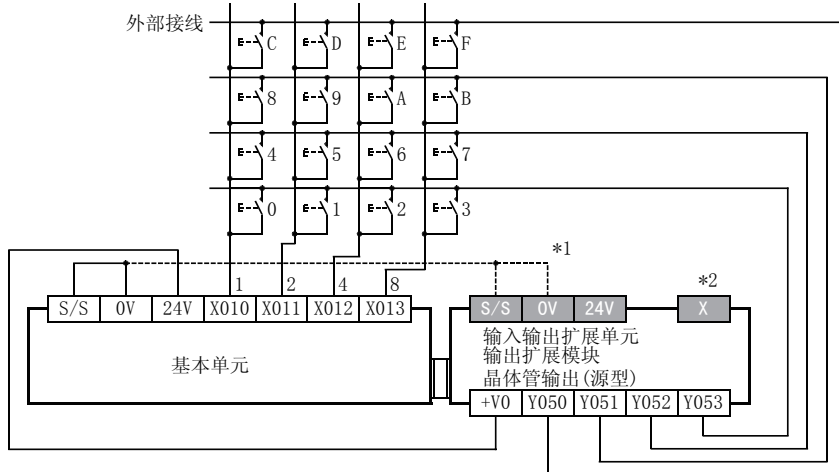 外部接线
C D E F
8 9 A B
4 5 6 7
0 1 2 3
*1
1 2 4 8
*2
S/S 0V 24V X010 X011 X012 X013
S/S 0V 24V X
基本单元
输入输出扩展单元
输出扩展模块
晶体管输出(源型)
+V0 Y050 Y051 Y052 Y053